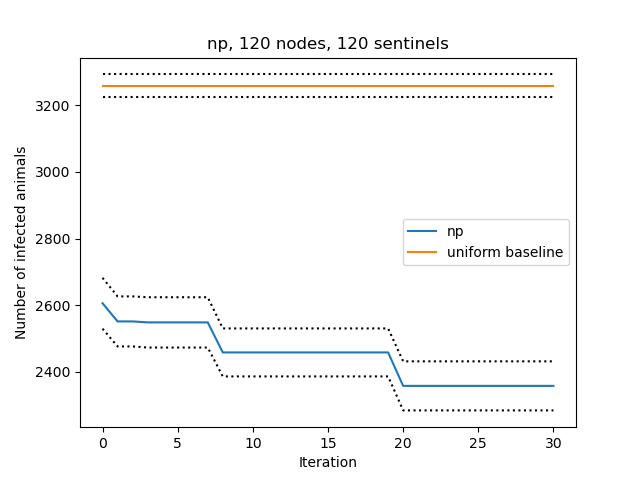 np, 120 nodes, 120 sentinels
Number of infected animals
3200
3000
2800
2600
2400
np
uniform baseline
0 5 10 15 20 25 30
Iteration